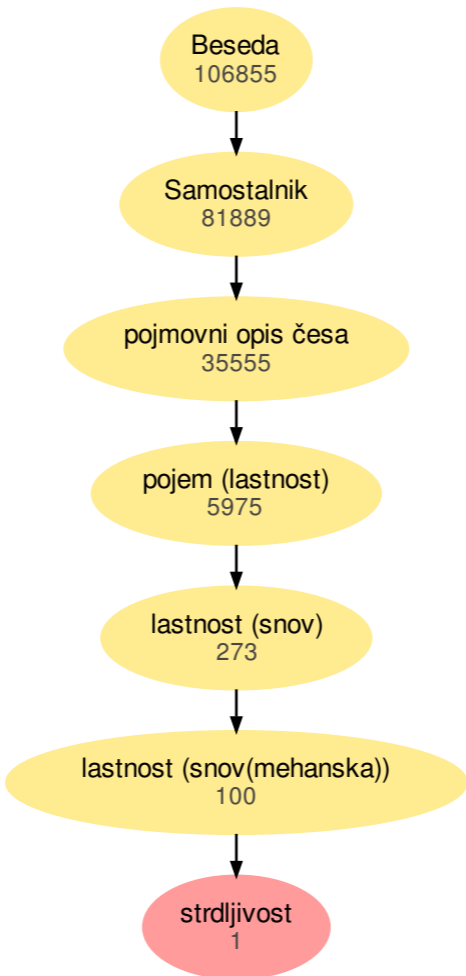 Beseda
106855
Samostalnik
81889
pojmovni opis česa
35555
pojem (lastnost)
5975
lastnost (snov)
273
lastnost (snov(mehanska))
100
strdljivost
1